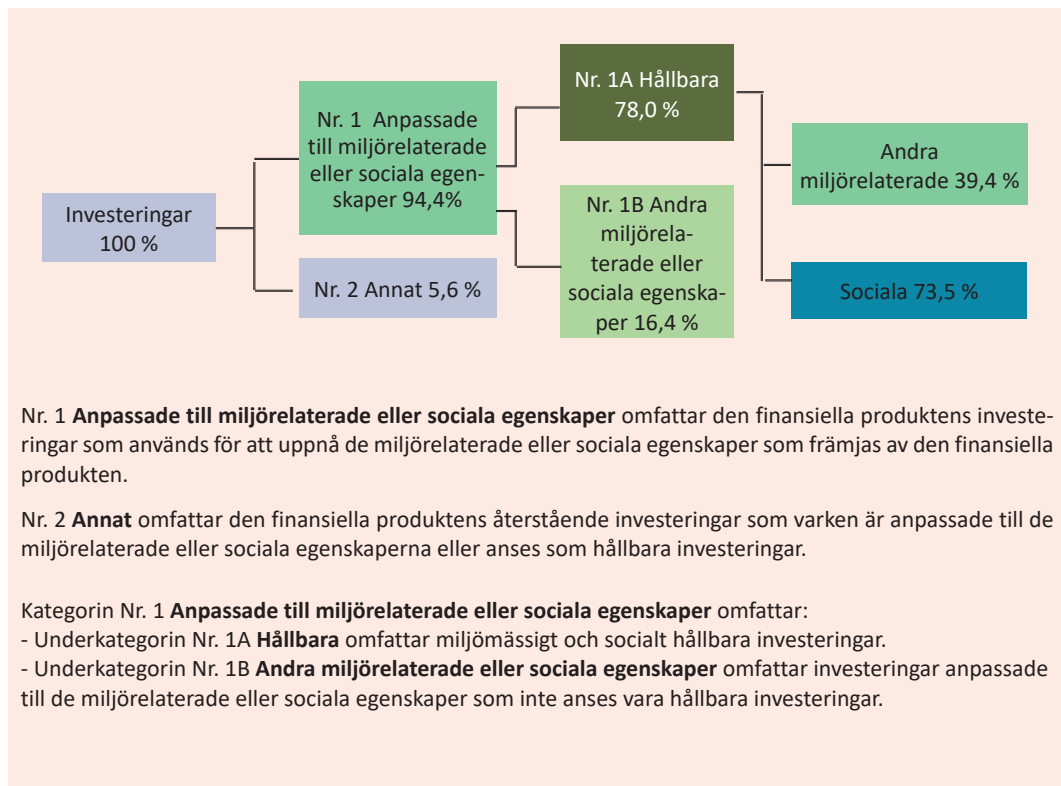 Investeringar
100 %
Nr. 1 Anpassade
till miljörelaterade
eller sociala egen-
skaper 94,4%
Nr. 2 Annat 5,6 %
Nr. 1A Hållbara
78,0 %
Nr. 1B Andra
miljörela-
terade eller
sociala egenska-
per 16,4 %
Andra
miljörelaterade 39,4 %
Sociala 73,5 %
Nr. 1 Anpassade till miljörelaterade eller sociala egenskaper omfattar den finansiella produktens investe-
ringar som används för att uppnå de miljörelaterade eller sociala egenskaper som främjas av den finansiella
produkten.
Nr. 2 Annat omfattar den finansiella produktens återstående investeringar som varken är anpassade till de
miljörelaterade eller sociala egenskaperna eller anses som hållbara investeringar.
Kategorin Nr. 1 Anpassade till miljörelaterade eller sociala egenskaper omfattar:
- Underkategorin Nr. 1A Hållbara omfattar miljömässigt och socialt hållbara investeringar.
- Underkategorin Nr. 1B Andra miljörelaterade eller sociala egenskaper omfattar investeringar anpassade
till de miljörelaterade eller sociala egenskaper som inte anses vara hållbara investeringar.